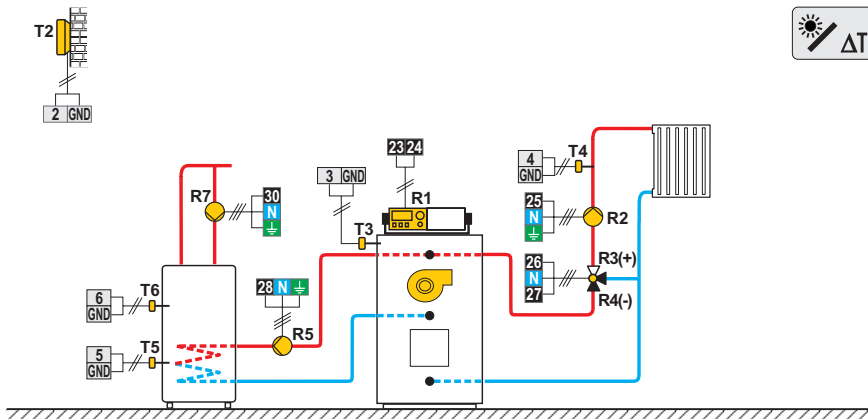 T2
ΔT
2 GND
23 24
4
GND
T4
3 GND
R1
R7
30
N
25
N
R2
T3
R3(+)
26
N
27
R4(-)
6
GND
T6
28 N
R5
5
GND
T5